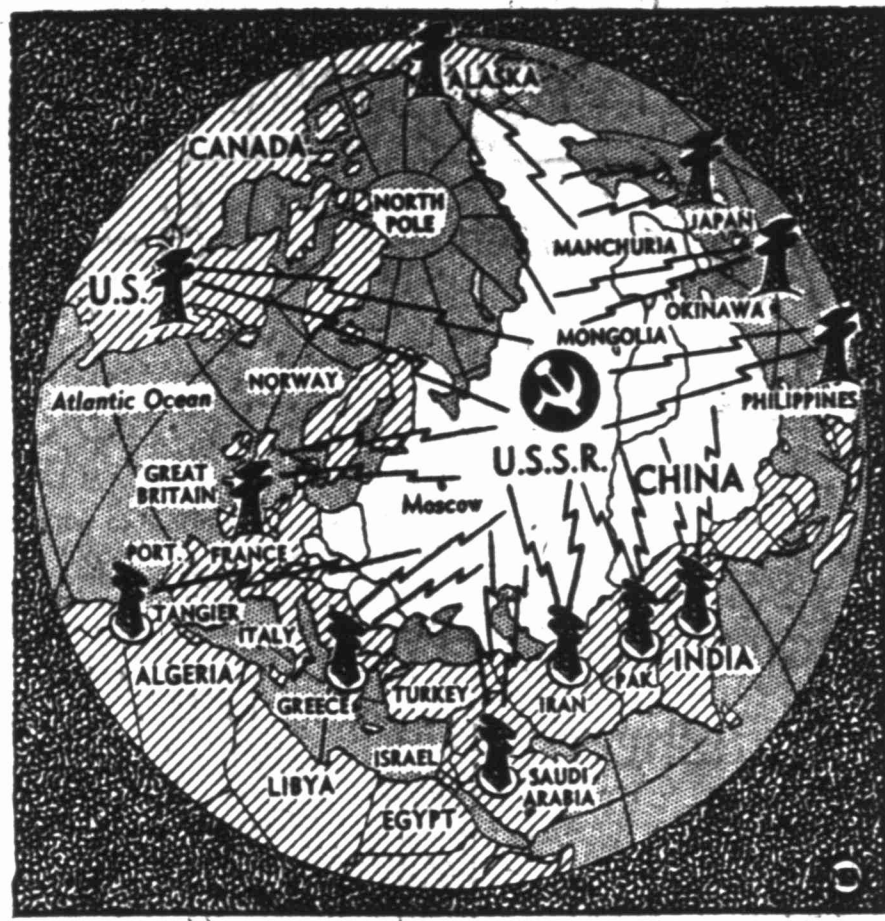 ALASKA
CANADA
NORTH
POLE
JAPAN
MANCHURIA
U.S.
OKINAWA
MONGOLIA
NORWAY
Atlantic Ocean
PHILIPPINES
U.S.S.R.
GREAT
BRITAIN
CHINA
Moscow
PORT.
FRANCE
TANGIER
ITALY
INDIA
ALGERIA
PAK.
GREECE
TURKEY
IRAN
ISRAEL
SAUDI
ARABIA
LIBYA
EGYPT